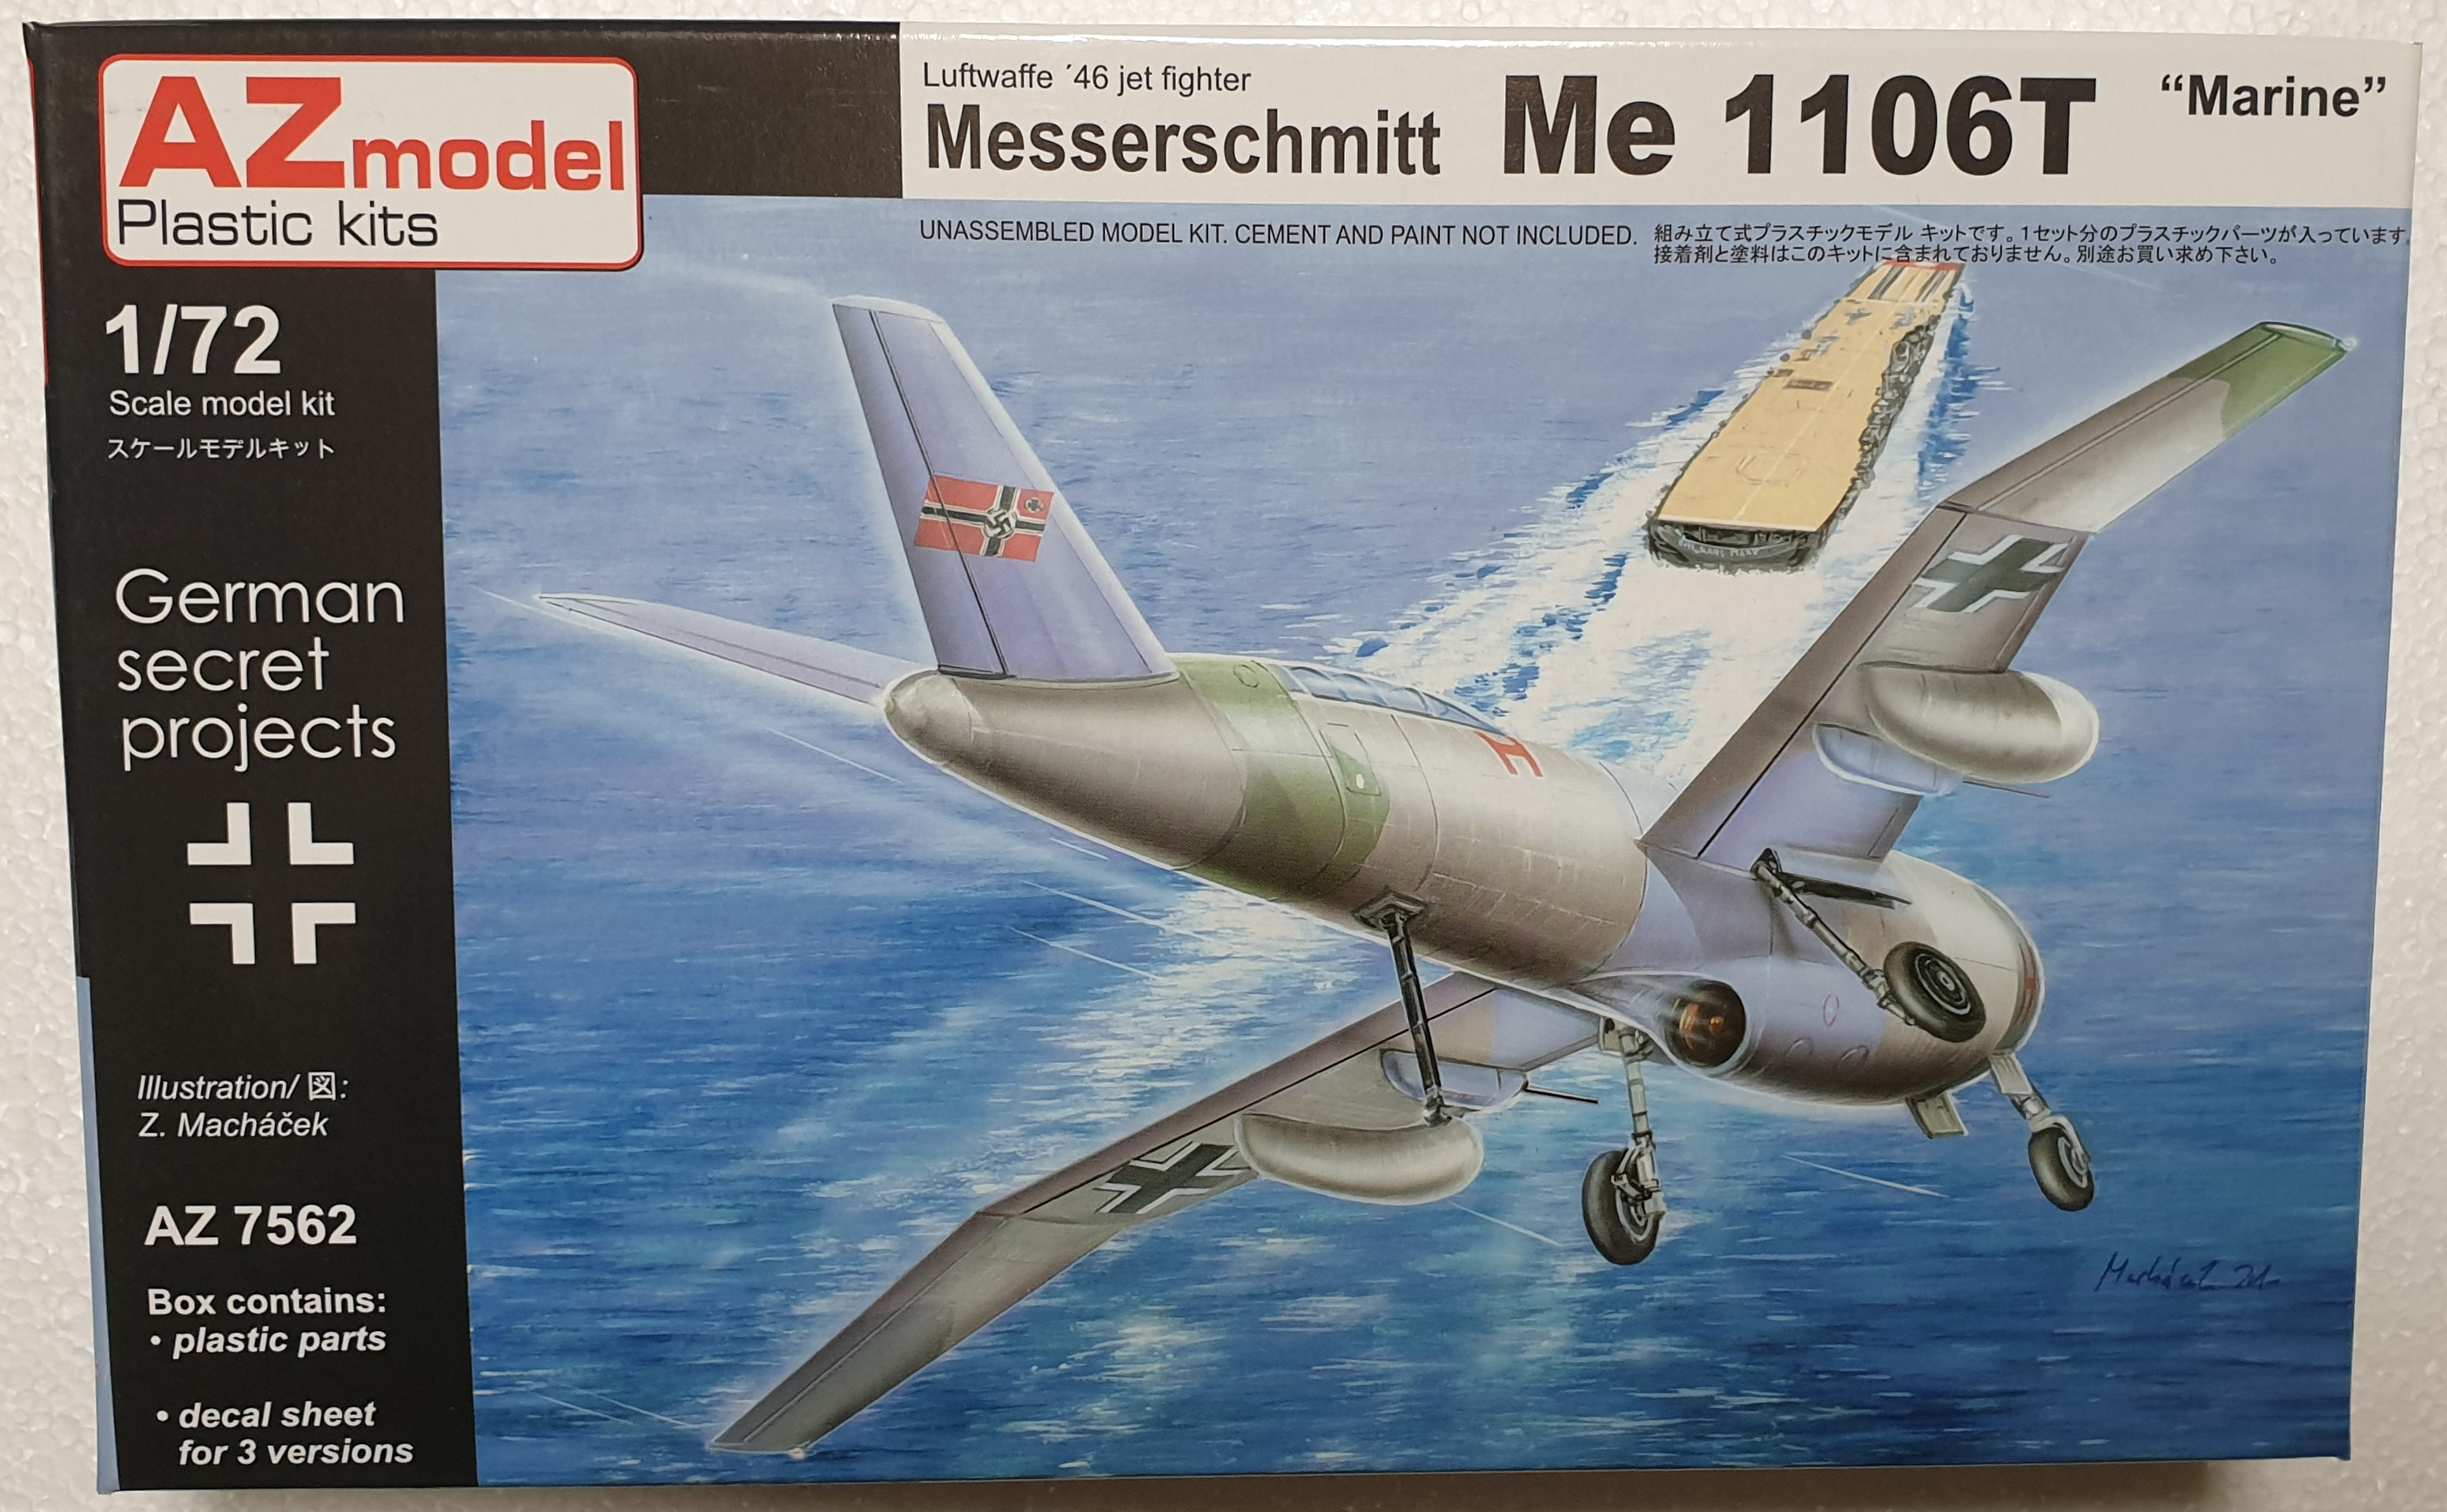 AZmodel
Plastic kits
Luftwaffe ´46 jet fighter
Messerschmitt Me 1106T “Marine”
UNASSEMBLED MODEL KIT. CEMENT AND PAINT NOT INCLUDED.
組み立て式プラスチックモデル キットです。1セット分のプラスチックパーツが入っています
接着剤と塗料はこのキットに含まれておりません。別途お買い求め下さい。
1/72
Scale model kit
スケールモデルキット
German
secret
projects
Illustration/ 図:
Z. Macháček
AZ 7562
Box contains:
• plastic parts
• decal sheet
for 3 versions